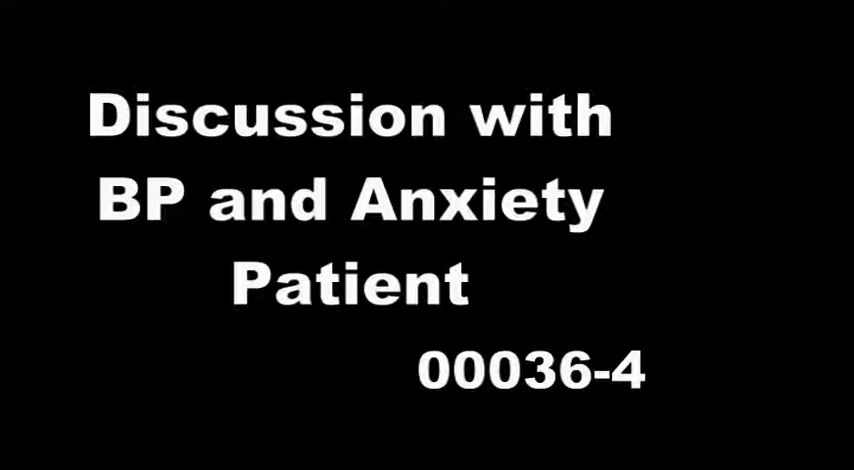 Discussion with
BP and Anxiety
Patient
00036-4